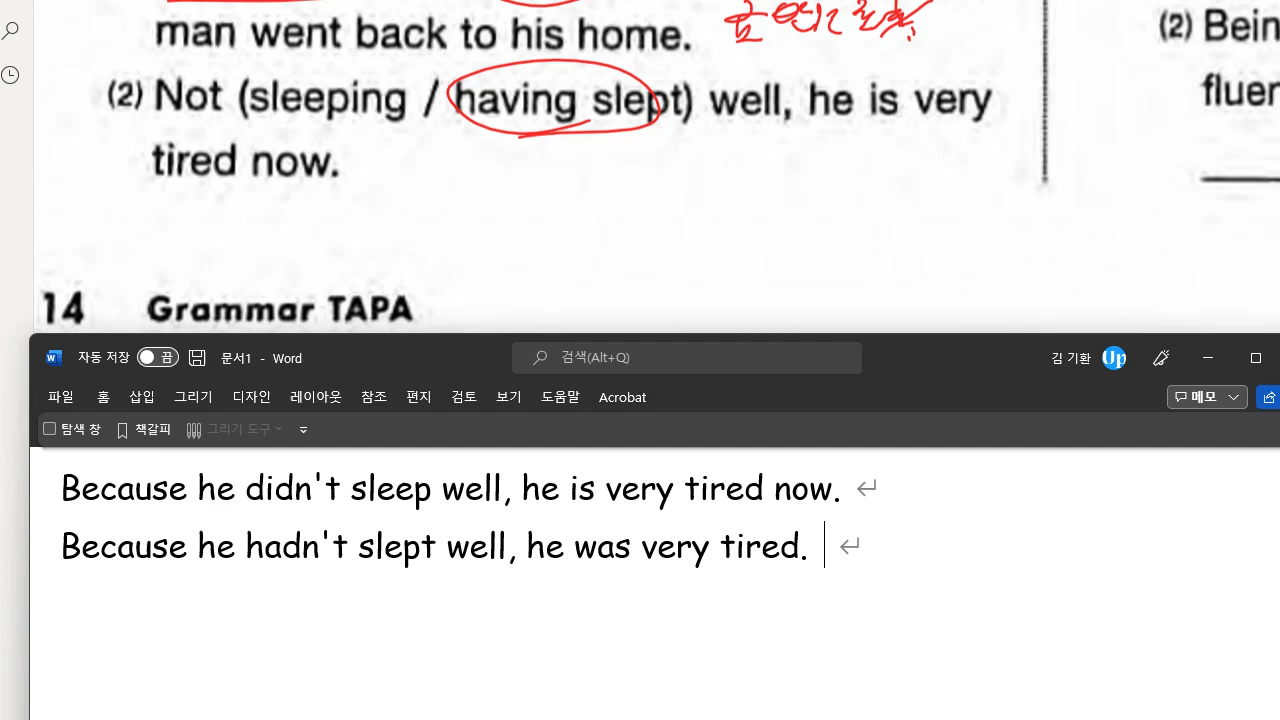 man went back to his home.
(2) Bein
(2) Not (sleeping / having slept) well, he is very
fluer
tired now.
14 Grammar TAPA
자동 저장 끔 문서1 - Word 검색(Alt+Q) 김 기환 Up
파일 홈 삽입 그리기 디자인 레이아웃 참조 편지 검토 보기 도움말 Acrobat 메모
탐색 창 책갈피 그리기 도구
Because he didn't sleep well, he is very tired now.
Because he hadn't slept well, he was very tired.